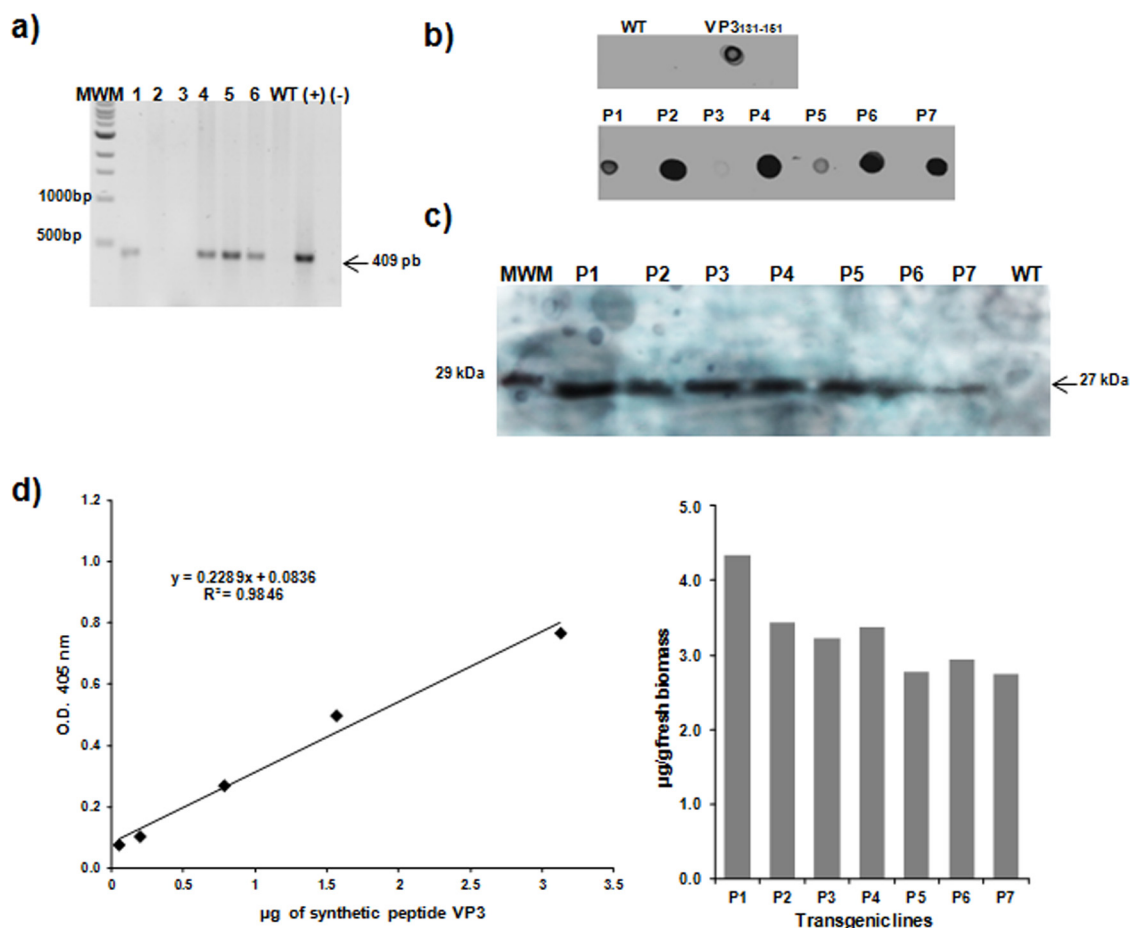 a)
MWM 1 2 3 4 5 6 WT (+) (-)
1000bp
500bp
409 pb
b)
WT VP3131-151
P1 P2 P3 P4 P5 P6 P7
c)
MWM P1 P2 P3 P4 P5 P6 P7 WT
29 kDa
27 kDa
d)
1.2
1.0
0.8
0.6
0.4
0.2
0.0
O.D. 405 nm
y = 0.2289x + 0.0836
R² = 0.9846
0 0.5 1 1.5 2 2.5 3 3.5
µg of synthetic peptide VP3
5.0
4.0
3.0
2.0
1.0
0.0
µg/gfresh biomass
P1 P2 P3 P4 P5 P6 P7
Transgenic lines